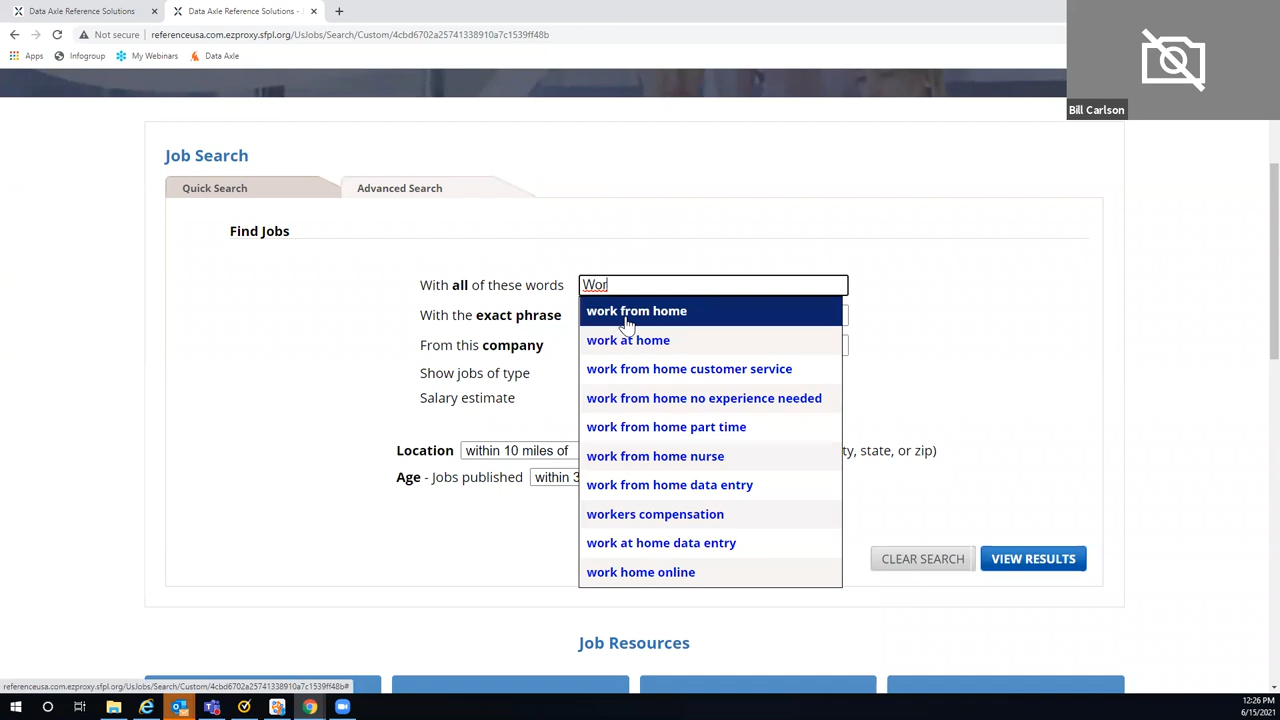 Data Axle Reference Solutions
Data Axle Reference Solutions - J
Not secure
referenceusa.com.ezproxy.sfpl.org/UsJobs/Search/Custom/4cbd6702a25741338910a7c1539ff48b
Apps
Infogroup
My Webinars
Data Axle
Bill Carlson
Job Search
Quick Search
Advanced Search
Find Jobs
With all of these words
Wor
With the exact phrase
From this company
Show jobs of type
Salary estimate
work from home
work at home
work from home customer service
work from home no experience needed
work from home part time
work from home nurse
work from home data entry
workers compensation
work at home data entry
work home online
Location
within 10 miles of
ty, state, or zip)
Age - Jobs published
within 3
CLEAR SEARCH
VIEW RESULTS
Job Resources
referenceusa.com.ezproxy.sfpl.org/UsJobs/Search/Custom/4cbd6702a25741338910a7c1539ff48b#
12:26 PM
6/15/2021